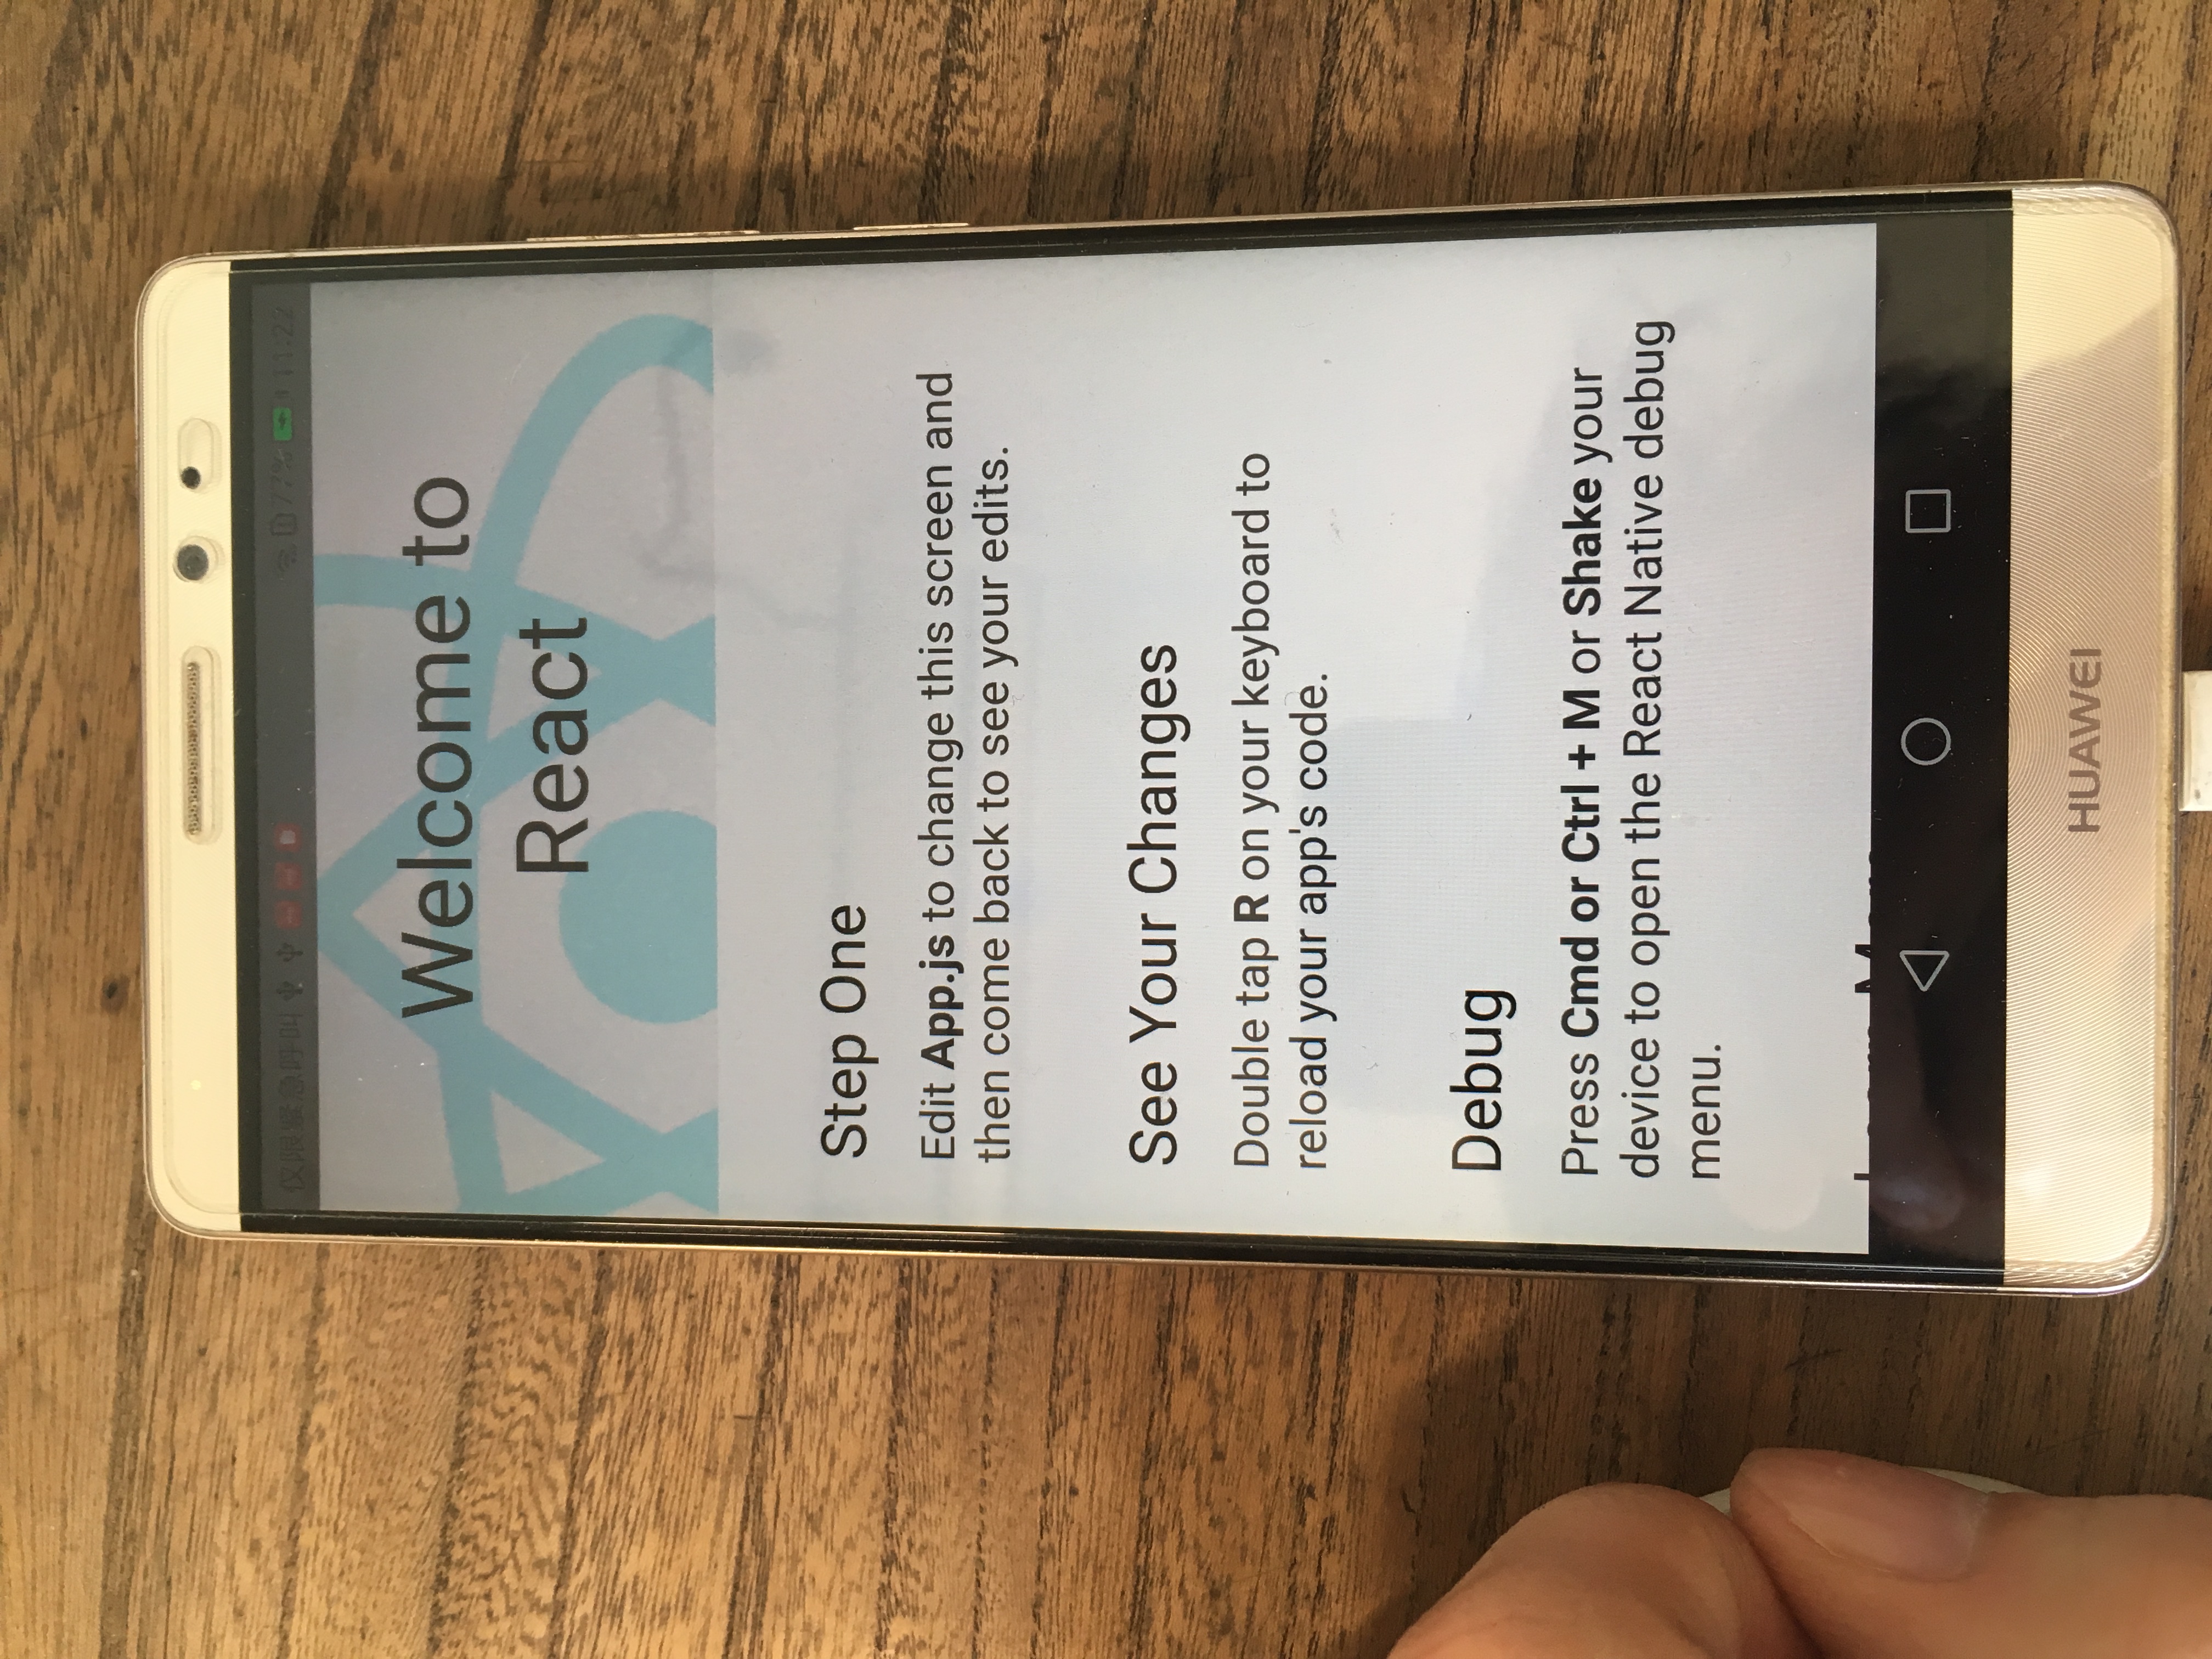 仅限紧急呼叫 77% 11:22
Welcome to
React
Step One
Edit App.js to change this screen and
then come back to see your edits.
See Your Changes
Double tap R on your keyboard to
reload your app's code.
Debug
Press Cmd or Ctrl + M or Shake your
device to open the React Native debug
menu.
Learn More
HUAWEI